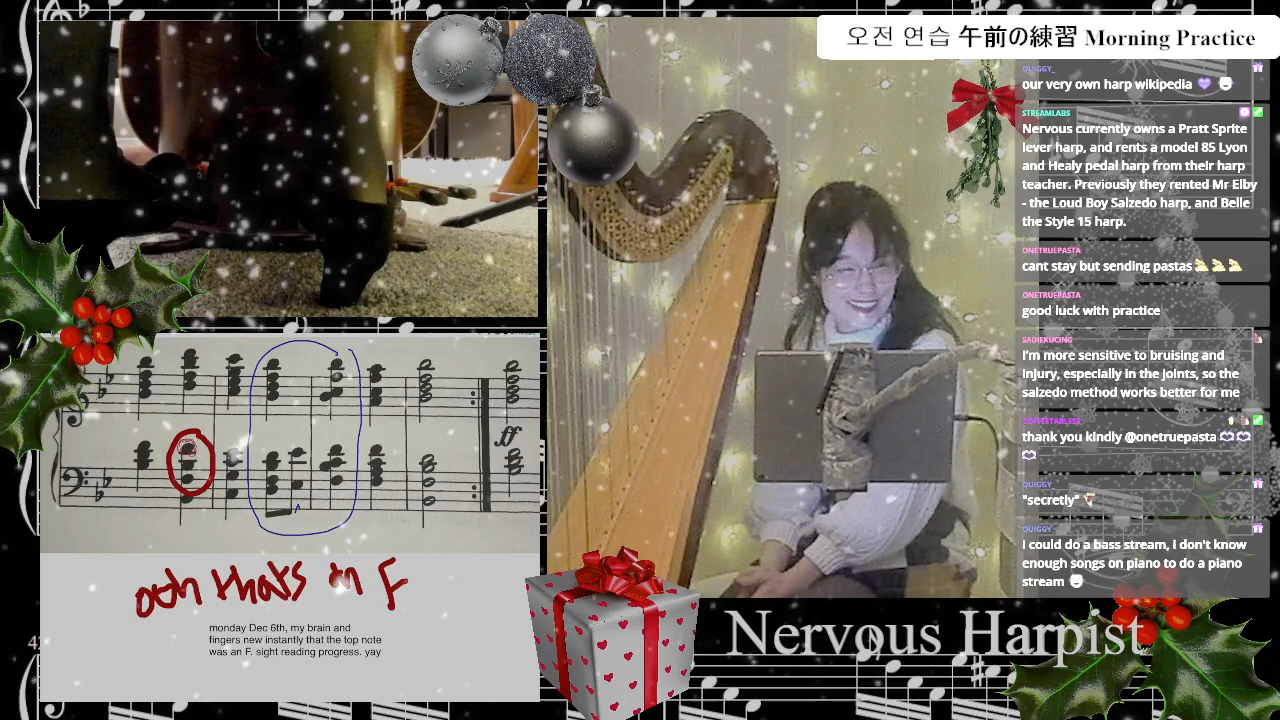 오전 연습 午前の練習 Morning Practice
QUIGGY_
our very own harp wikipedia
STREAMLABS
Nervous currently owns a Pratt Sprite
lever harp, and rents a model 85 Lyon
and Healy pedal harp from their harp
teacher. Previously they rented Mr Elby
- the Loud Boy Salzedo harp, and Belle
the Style 15 harp.
ONETRUEPASTA
cant stay but sending pastas
ONETRUEPASTA
good luck with practice
SADIEKUCING
I'm more sensitive to bruising and
injury, especially in the joints, so the
salzedo method works better for me
thank you kindly @onetruepasta
QUIGGY_
"secretly"
QUIGGY_
I could do a bass stream, i don't know
enough songs on piano to do a piano
stream
ff
ooh thats an F
monday Dec 6th, my brain and
fingers new instantly that the top note
was an F. sight reading progress. yay
Nervous Harpist